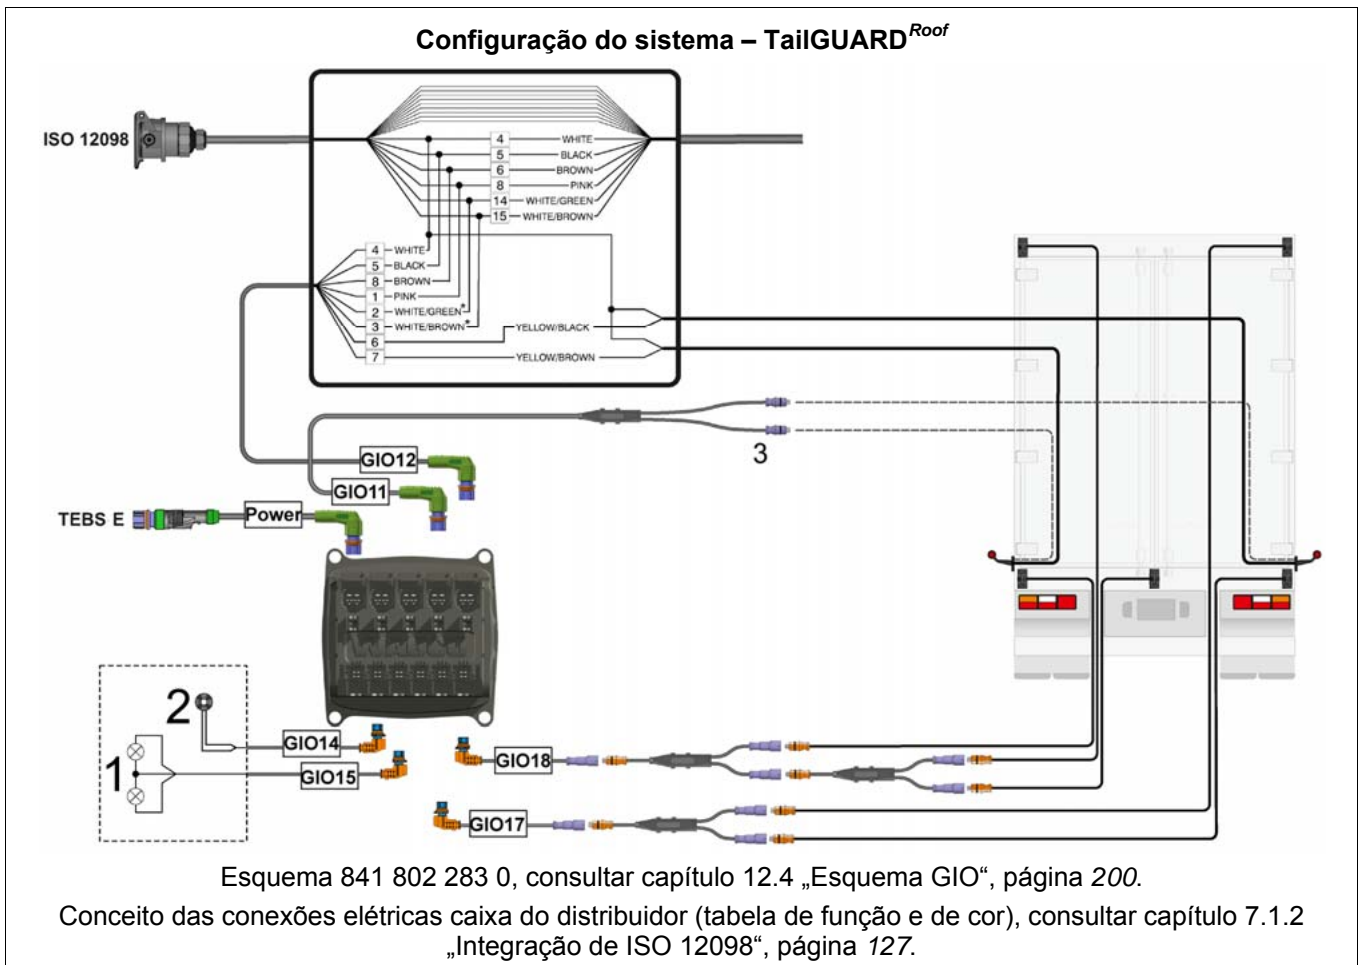 Configuração do sistema – TailGUARDRoof
ISO 12098
4 WHITE
5 BLACK
6 BROWN
8 PINK
14 WHITE/GREEN
15 WHITE/BROWN
4 WHITE
5 BLACK
8 BROWN
1 PINK
2 WHITE/GREEN*
3 WHITE/BROWN*
6 YELLOW/BLACK
7 YELLOW/BROWN
3
GIO12
GIO11
TEBS E
Power
2
GIO14
1
GIO15
GIO18
GIO17
Esquema 841 802 283 0, consultar capítulo 12.4 „Esquema GIO“, página 200.
Conceito das conexões elétricas caixa do distribuidor (tabela de função e de cor), consultar capítulo 7.1.2
„Integração de ISO 12098“, página 127.